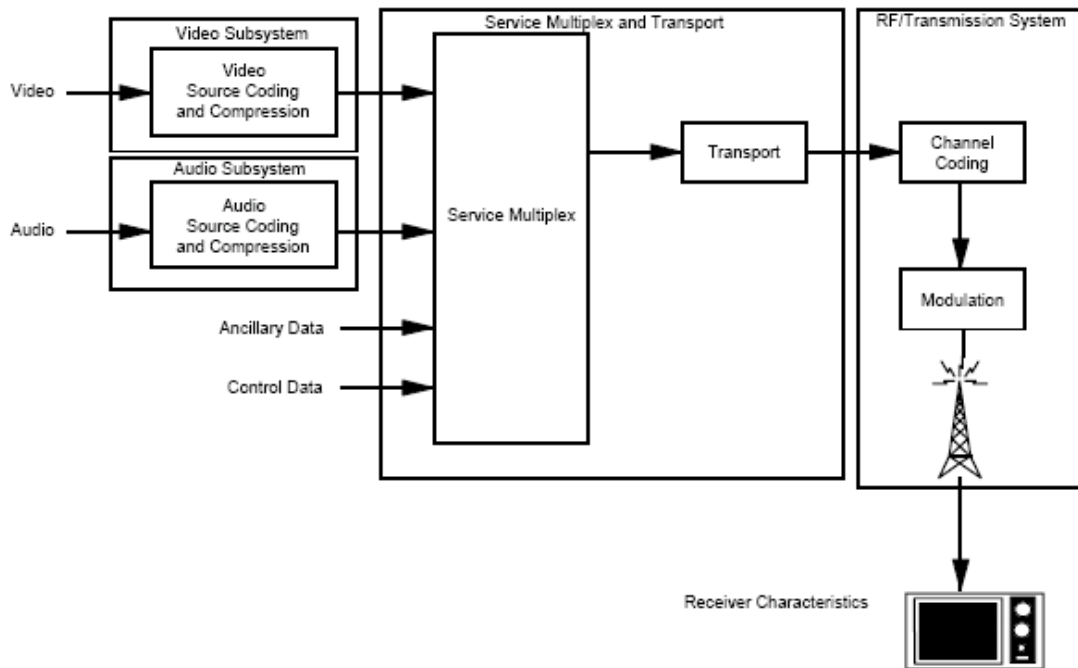 Video Subsystem
Video
Video
Source Coding
and Compression
Audio Subsystem
Audio
Audio
Source Coding
and Compression
Ancillary Data
Control Data
Service Multiplex and Transport
Service Multiplex
Transport
RF/Transmission System
Channel
Coding
Modulation
Receiver Characteristics